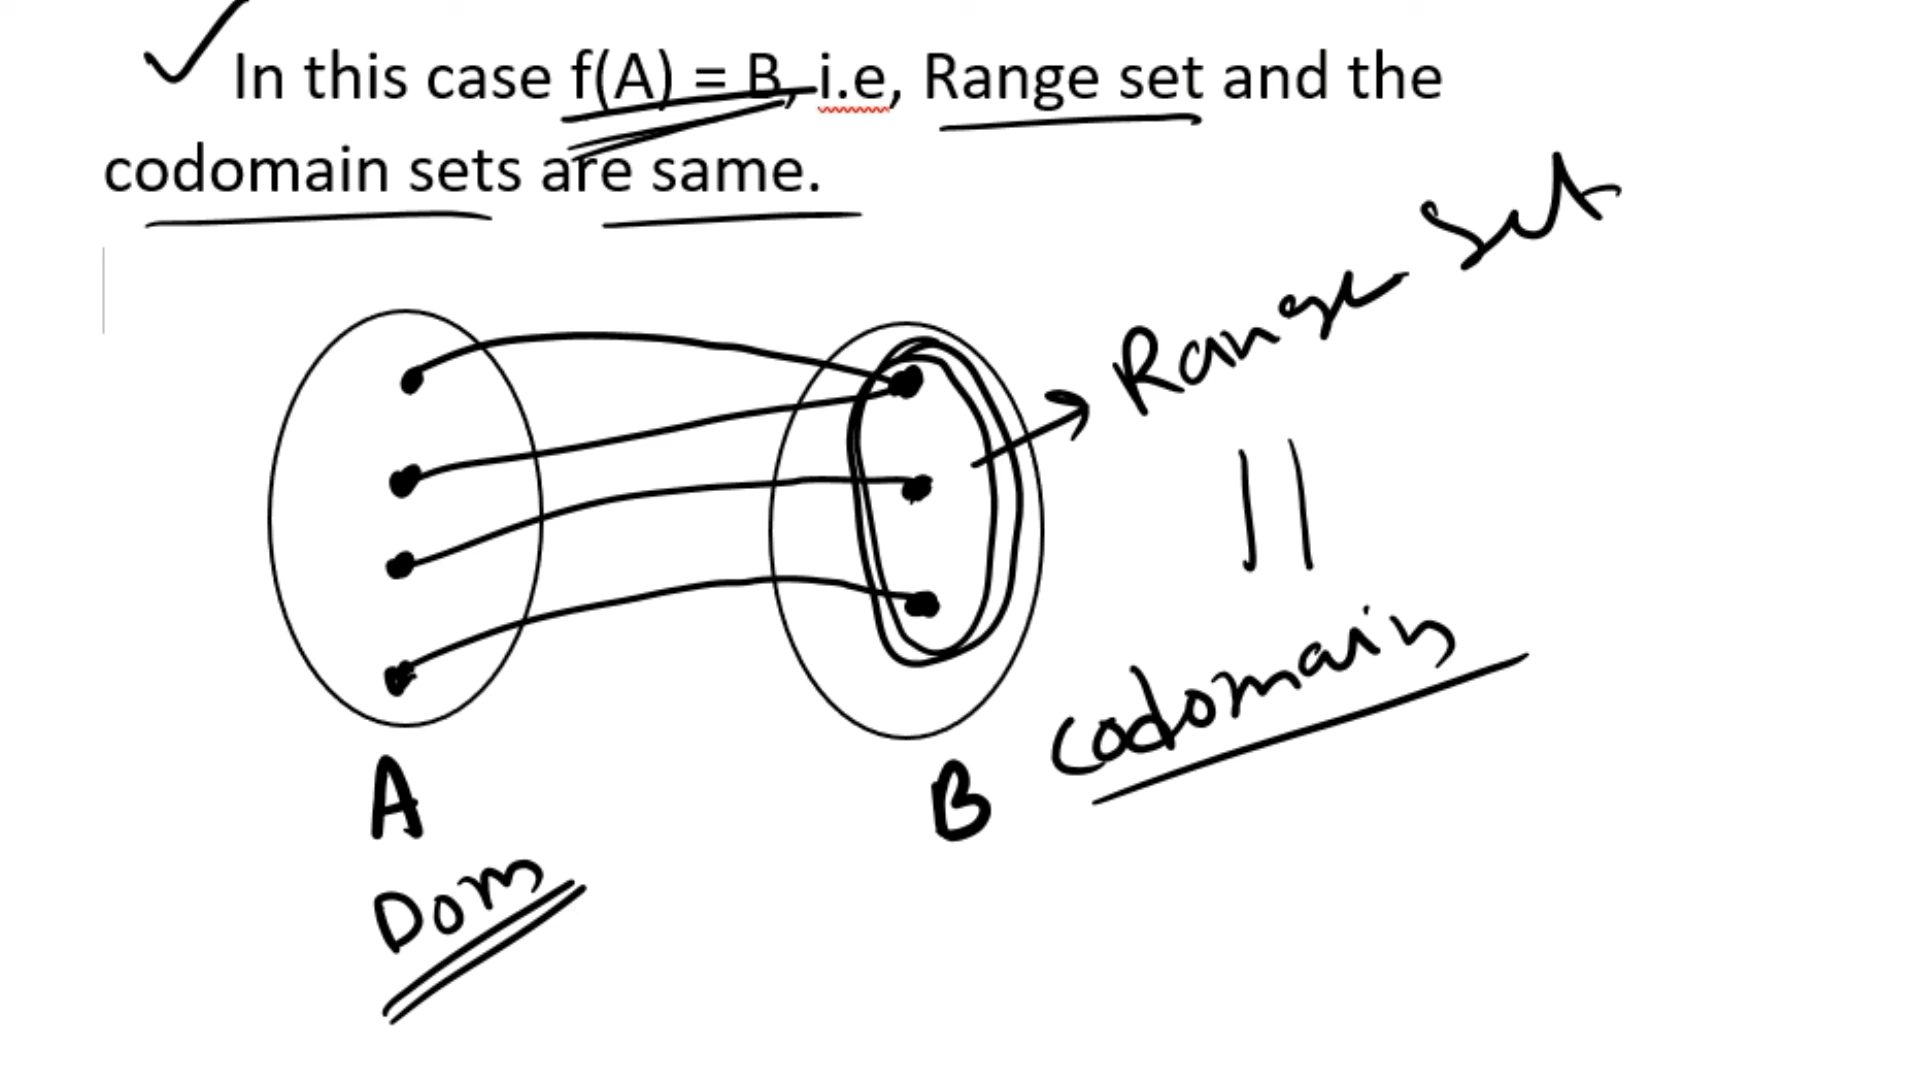 In this case f(A) = B, i.e, Range set and the
codomain sets are same.
Range Set
||
codomain
A
B
Dom